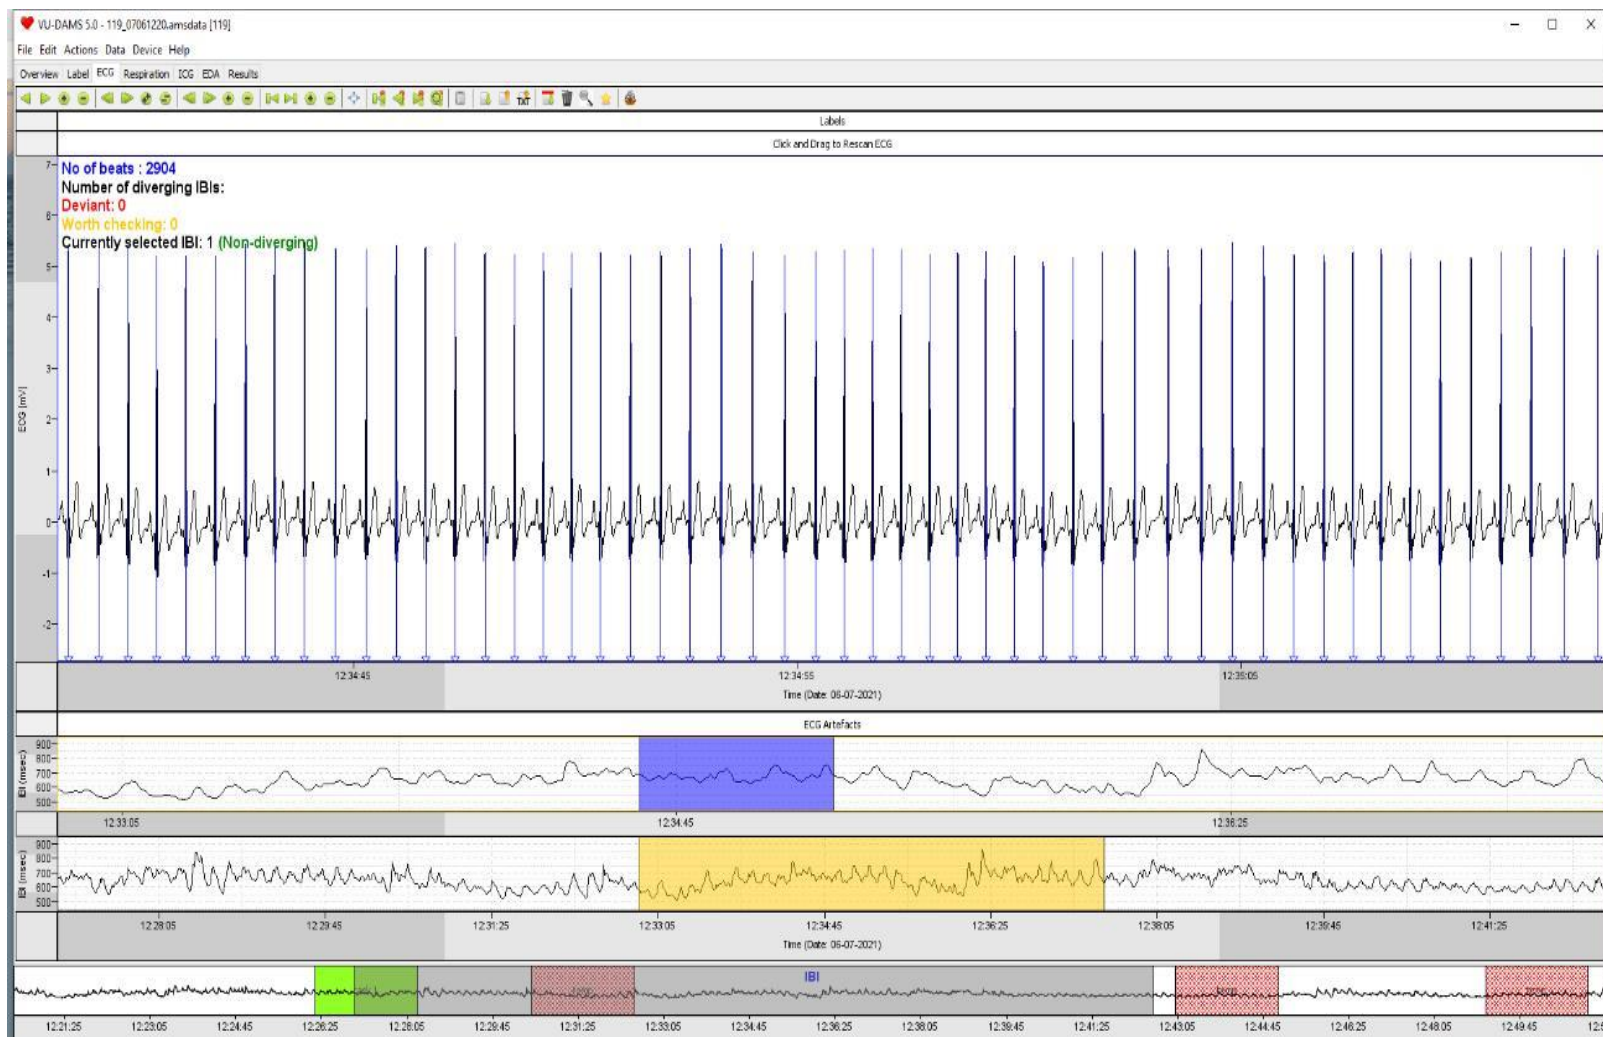 VU-DAMS 5.0 - 119_07061220.amsdata [119]
File Edit Actions Data Device Help
Overview Label ECG Respiration ICG EDA Results
TXT
Labels
Click and Drag to Rescan ECG
No of beats : 2904
Number of diverging IBIs:
Deviant: 0
Worth checking: 0
Currently selected IBI: 1 (Non-diverging)
7
6
5
4
3
2
1
0
-1
-2
ECG [mV]
12:34:45 12:34:55 12:35:05
Time (Date: 06-07-2021)
ECG Artefacts
IBI (msec)
900
800
700
600
500
12:33:05 12:34:45 12:36:25
IBI (msec)
900
800
700
600
500
12:28:05 12:29:45 12:31:25 12:33:05 12:34:45 12:36:25 12:38:05 12:39:45 12:41:25
Time (Date: 06-07-2021)
IBI
12:21:25 12:23:05 12:24:45 12:26:25 12:28:05 12:29:45 12:31:25 12:33:05 12:34:45 12:36:25 12:38:05 12:39:45 12:41:25 12:43:05 12:44:45 12:46:25 12:48:05 12:49:45